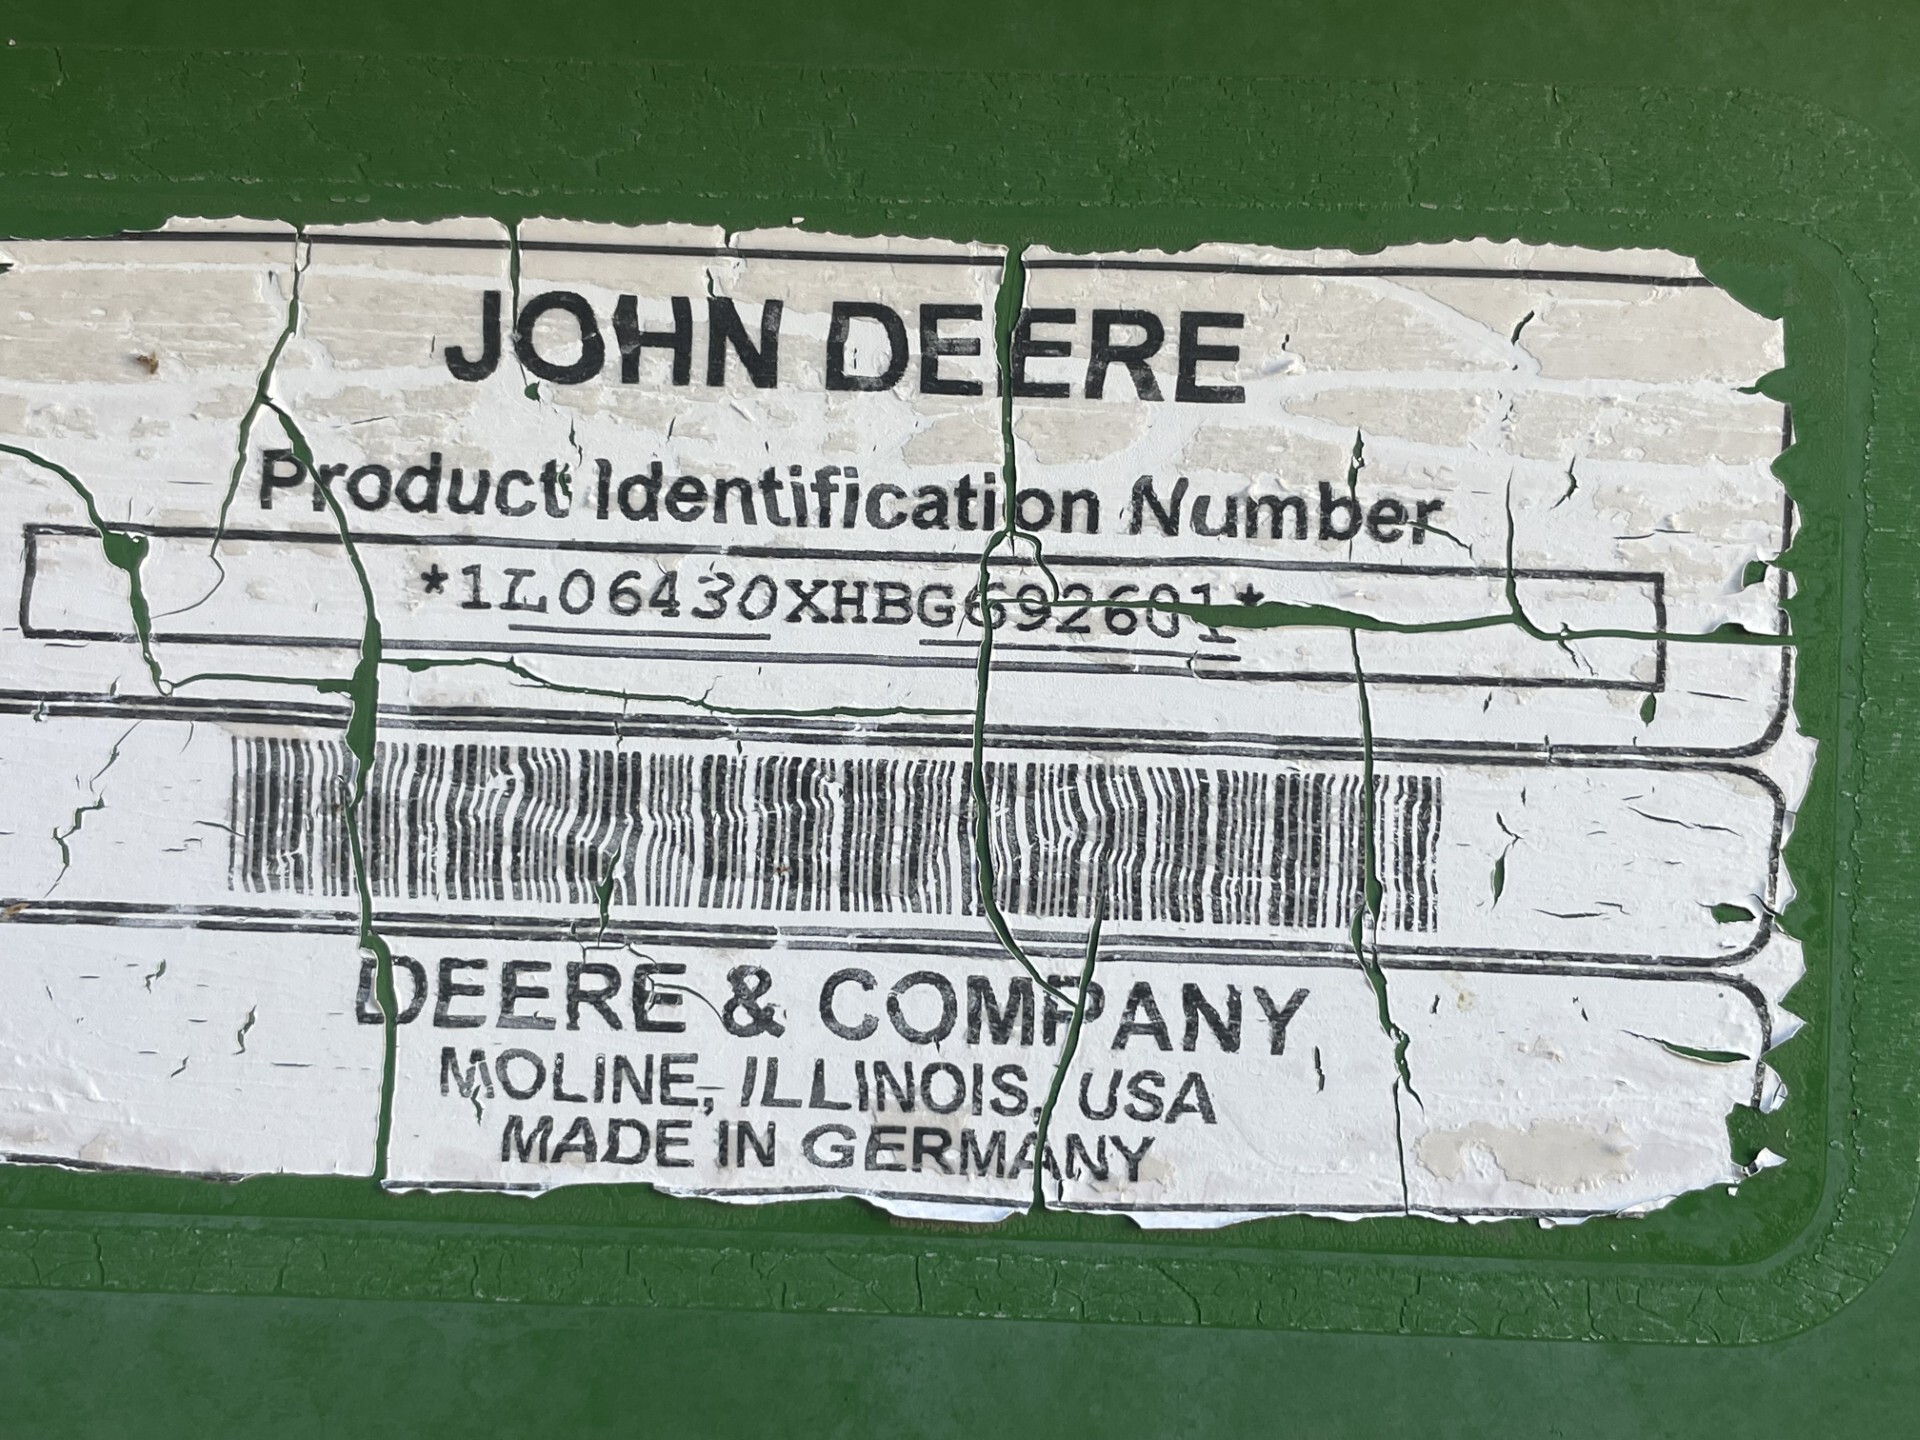 JOHN DEERE
Product Identification Number
*1L06430XHBG692601*
DEERE & COMPANY
MOLINE, ILLINOIS, USA
MADE IN GERMANY